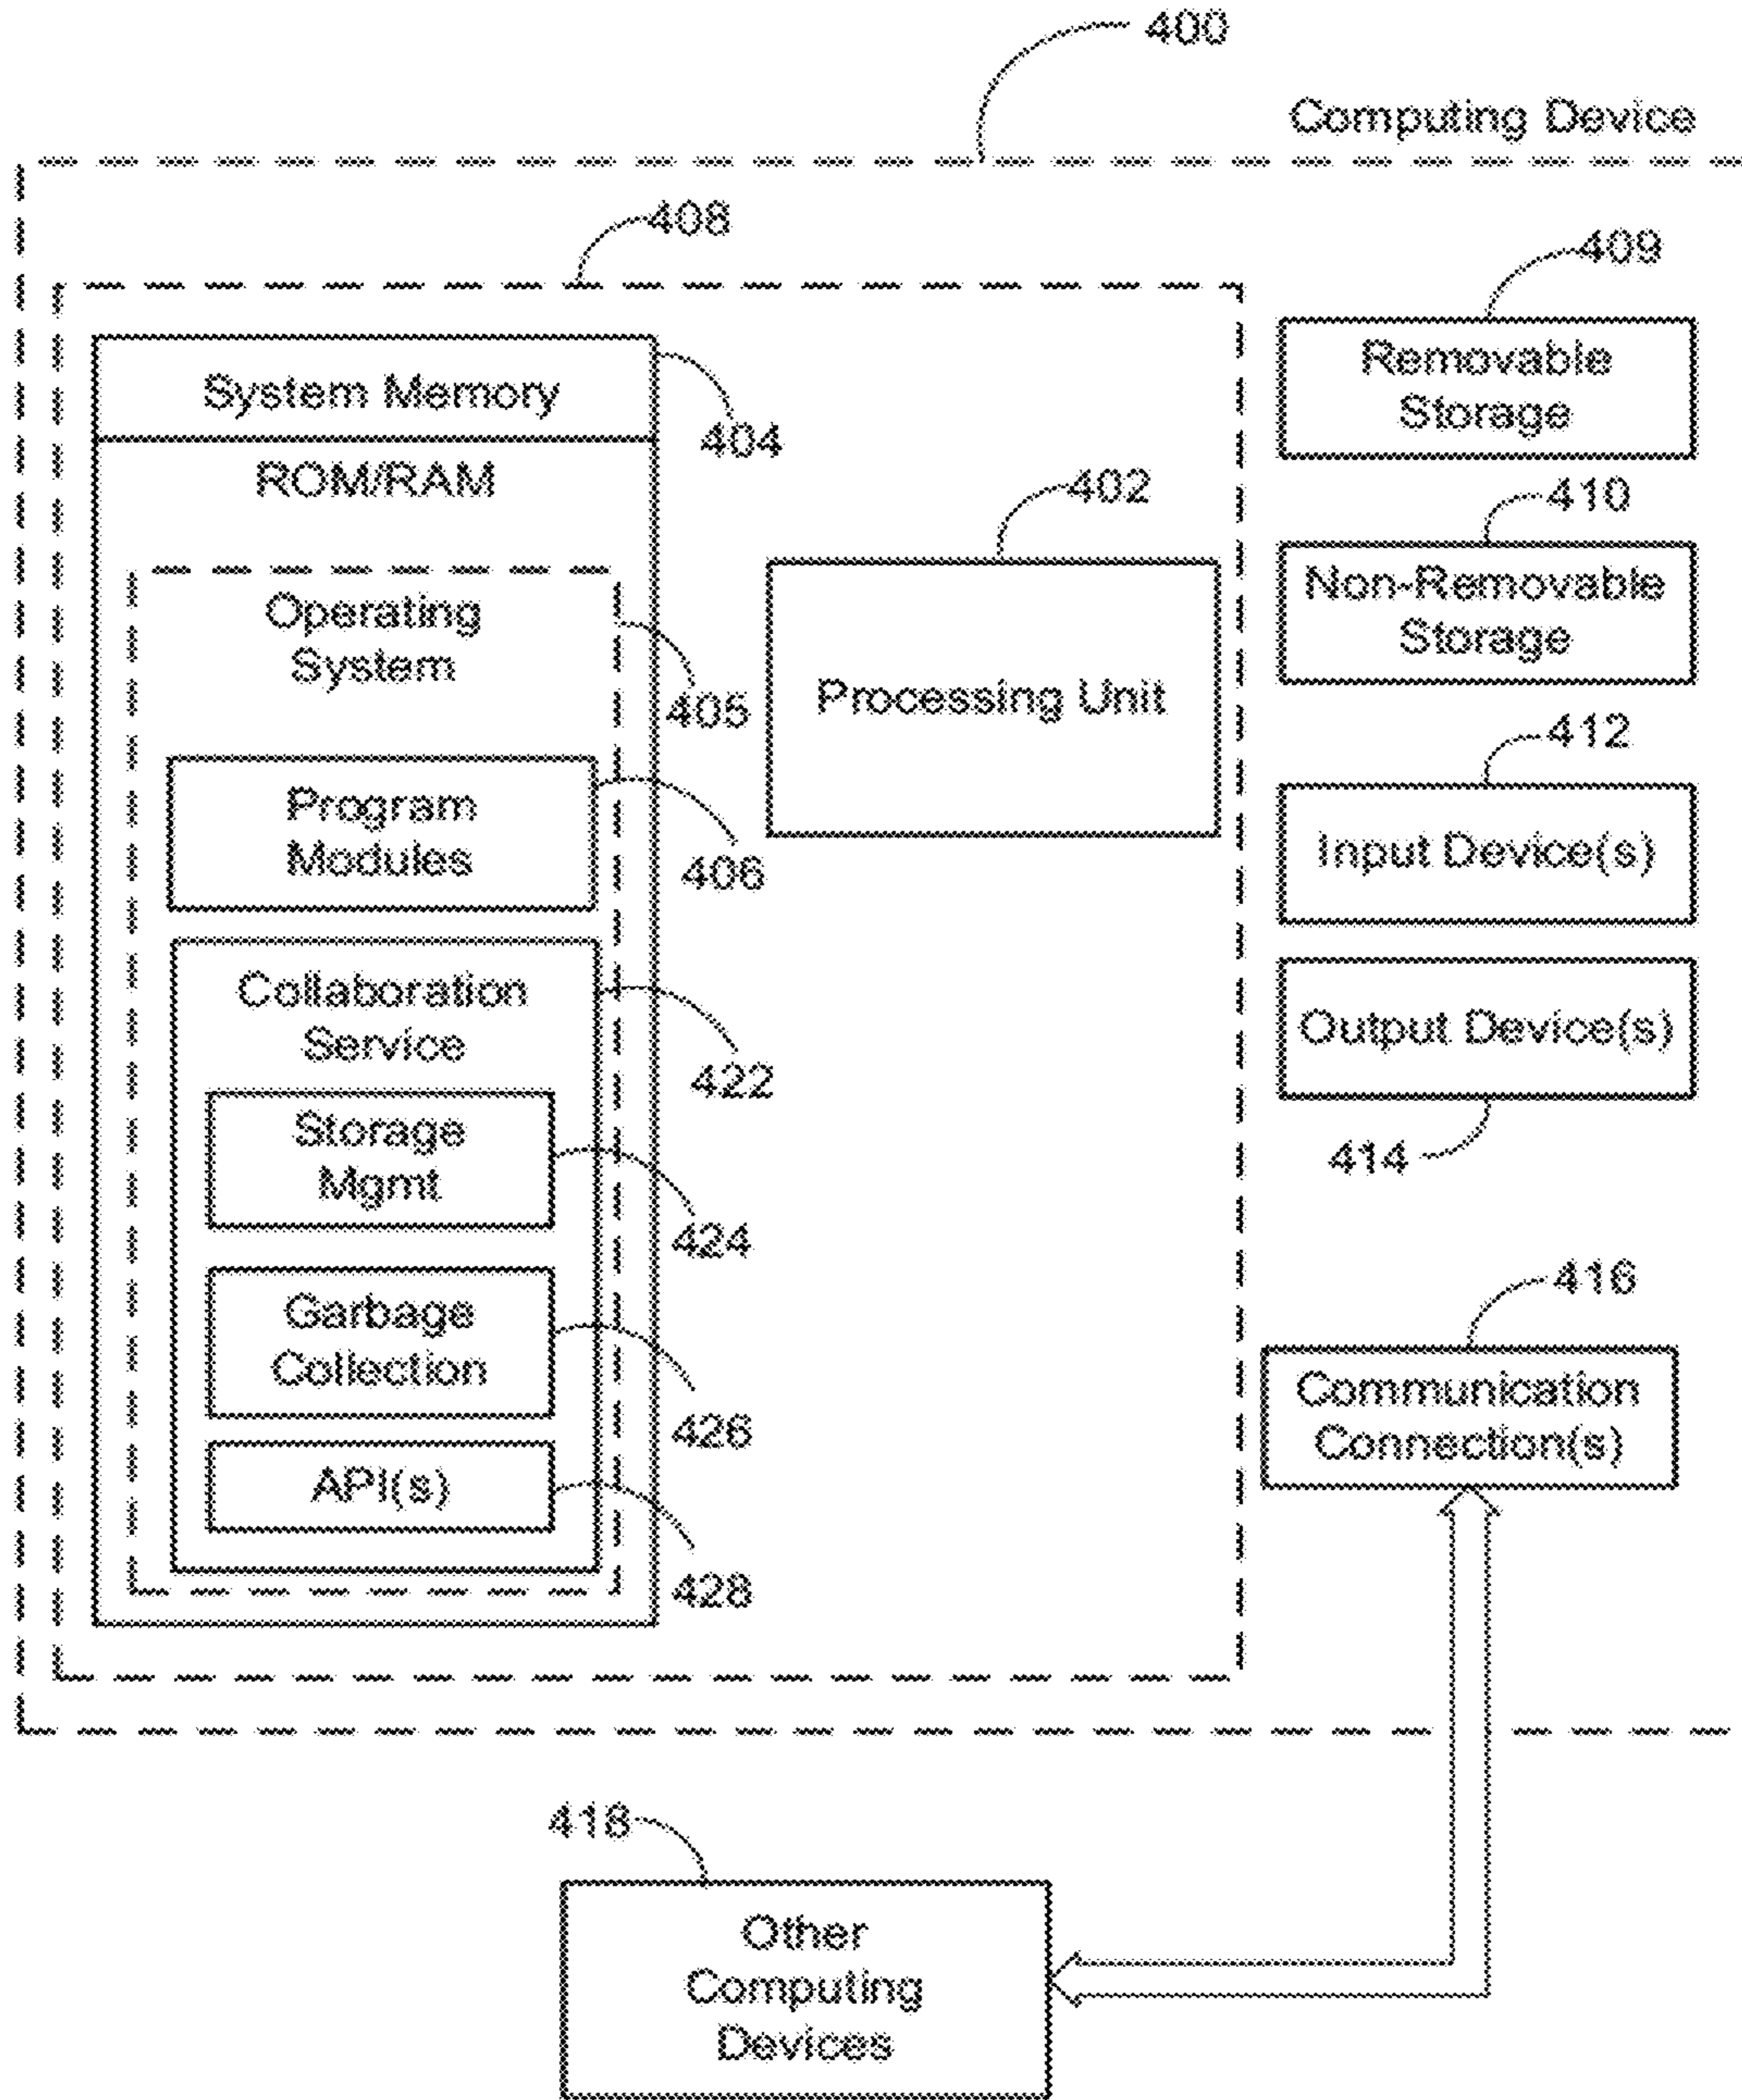 400
Computing Device
408
409
Removable
Storage
System Memory
404
ROM/RAM
402
410
Non-Removable
Storage
Operating
System
405
Processing Unit
412
Program
Modules
406
Input Device(s)
Collaboration
Service
422
Output Device(s)
414
Storage
Mgmt
424
416
Garbage
Collection
426
Communication
Connection(s)
API(s)
428
418
Other
Computing
Devices